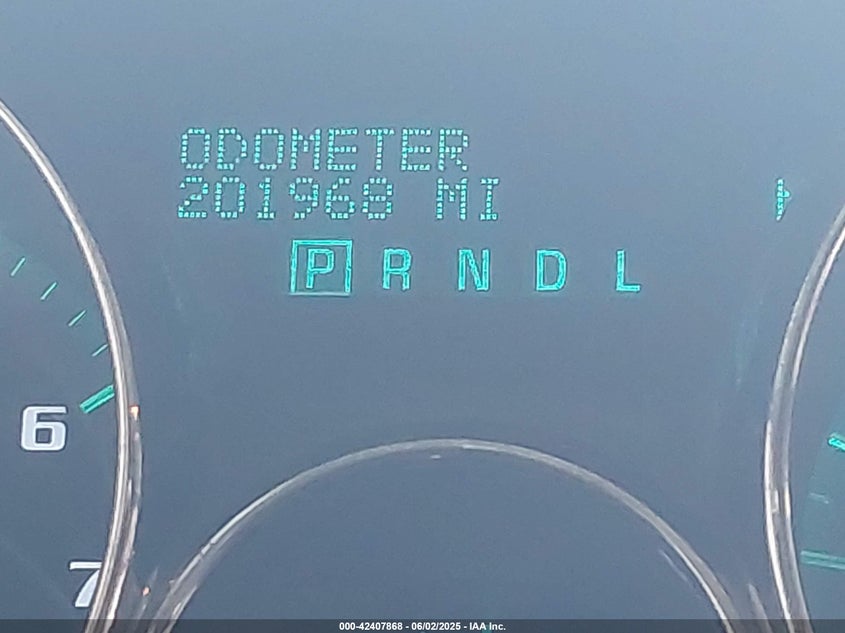 ODOMETER
201968 MI
P R N D L
6
7
000-42407868 - 06/02/2025 - IAA Inc.